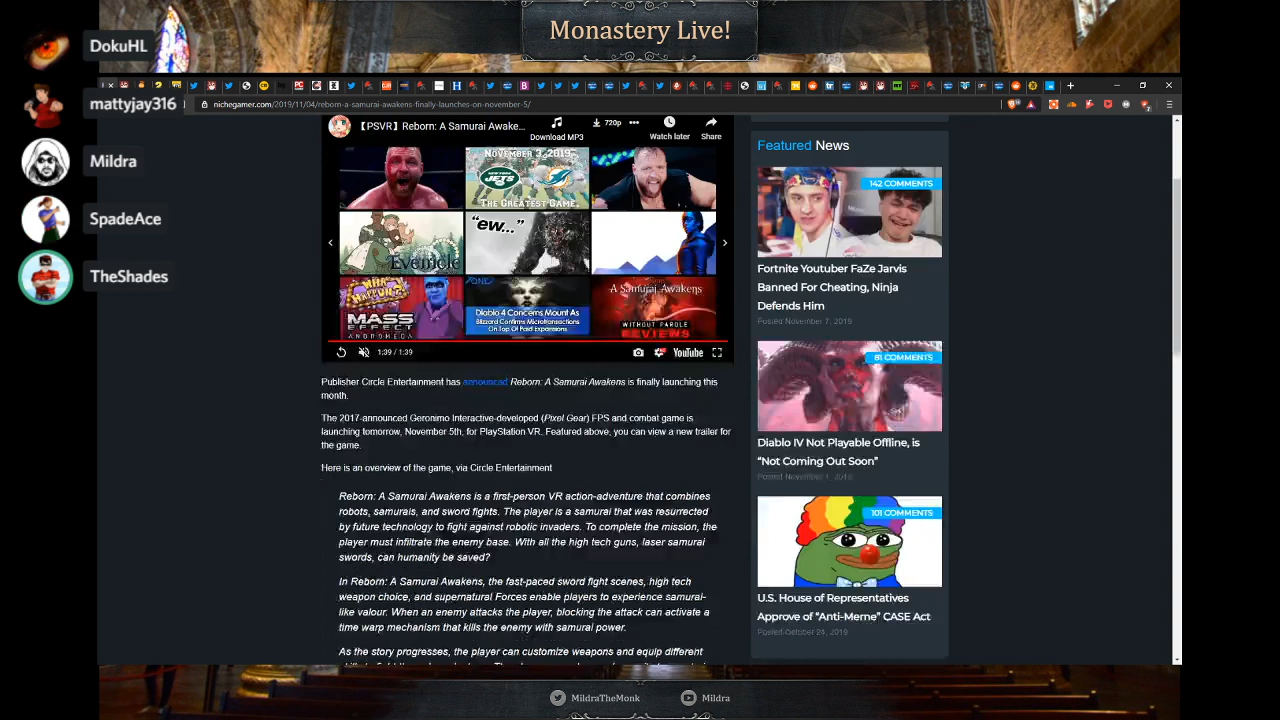 Monastery Live!
DokuHL
mattyjay316
Mildra
SpadeAce
TheShades
nichegamer.com/2019/11/04/reborn-a-samurai-awakens-finally-launches-on-november-5/
【PSVR】Reborn: A Samurai Awake...
Download MP3
720p
Watch later
Share
NOVEMBER 3, 2019
JETS
THE GREATEST GAME
Evenicle
"ew..."
WHAT HAPPENED?
MASS EFFECT
ANDROMEDA
Diablo 4 Concerns Mount As
Blizzard Confirms Microtransactions
On Top Of Paid Expansions
A Samurai Awakens
WITHOUT PAROLE
REVIEWS
1:39 / 1:39
YouTube
Publisher Circle Entertainment has announced Reborn: A Samurai Awakens is finally launching this
month.
The 2017-announced Geronimo Interactive-developed (Pixel Gear) FPS and combat game is
launching tomorrow, November 5th, for PlayStation VR. Featured above, you can view a new trailer for
the game.
Here is an overview of the game, via Circle Entertainment
Reborn: A Samurai Awakens is a first-person VR action-adventure that combines
robots, samurais, and sword fights. The player is a samurai that was resurrected
by future technology to fight against robotic invaders. To complete the mission, the
player must infiltrate the enemy base. With all the high tech guns, laser samurai
swords, can humanity be saved?
In Reborn: A Samurai Awakens, the fast-paced sword fight scenes, high tech
weapon choice, and supernatural Forces enable players to experience samurai-
like valour. When an enemy attacks the player, blocking the attack can activate a
time warp mechanism that kills the enemy with samurai power.
As the story progresses, the player can customize weapons and equip different
Featured News
142 COMMENTS
Fortnite Youtuber FaZe Jarvis
Banned For Cheating, Ninja
Defends Him
Posted November 7, 2019
81 COMMENTS
Diablo IV Not Playable Offline, is
“Not Coming Out Soon”
Posted November 1, 2019
101 COMMENTS
U.S. House of Representatives
Approve of “Anti-Meme” CASE Act
Posted October 24, 2019
MildraTheMonk
Mildra